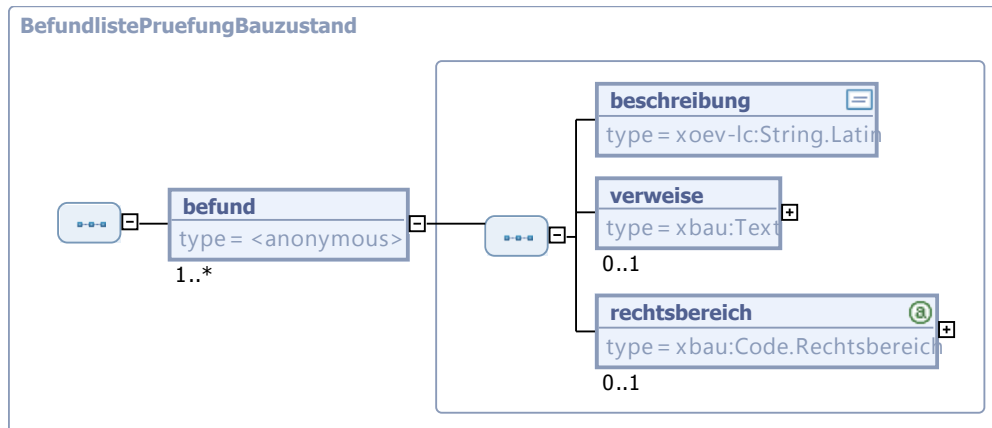 BefundlistePruefungBauzustand
beschreibung
type = xoev-lc:String.Latin
verweise
type = xbau:Text
0..1
befund
type = <anonymous>
1..*
rechtsbereich
type = xbau:Code.Rechtsbereich
0..1